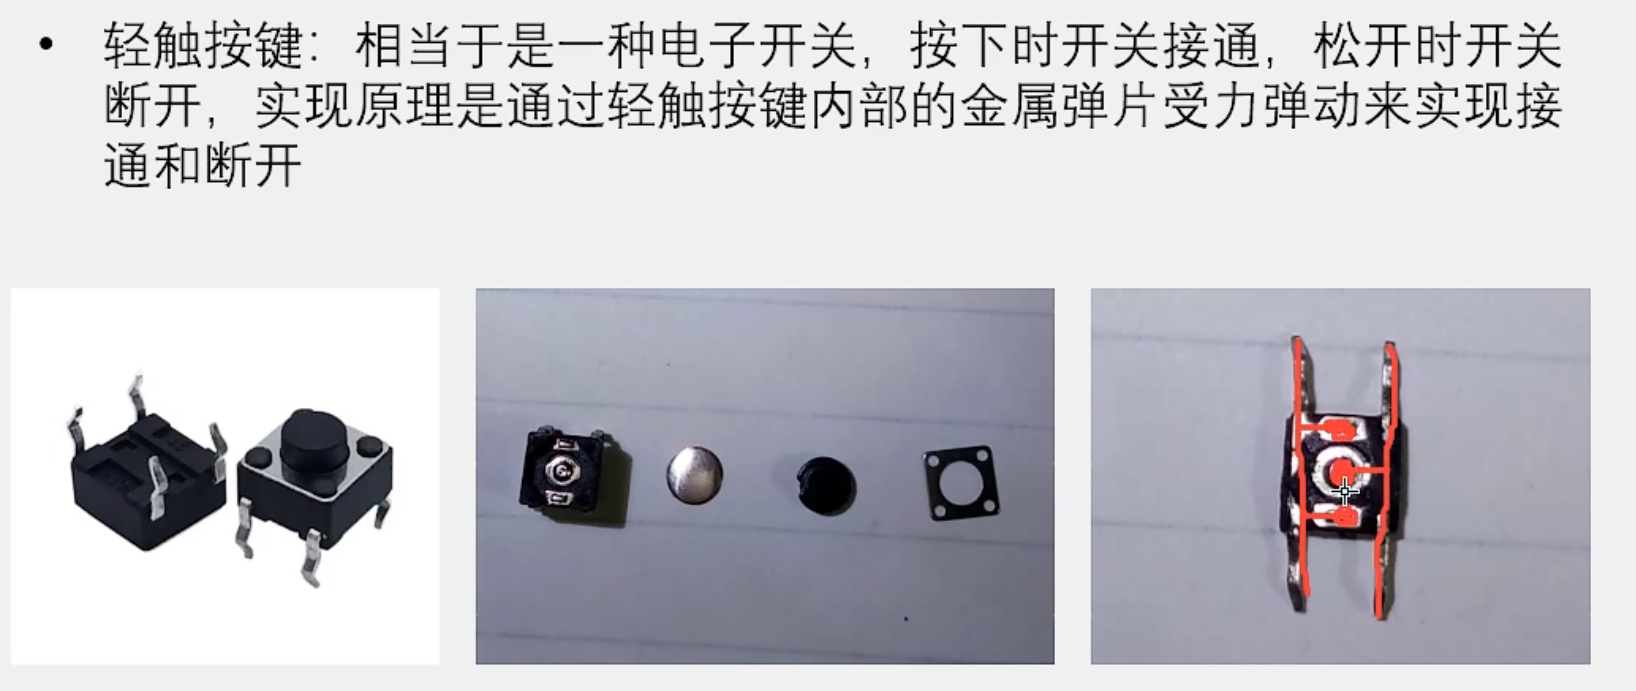 • 轻触按键：相当于是一种电子开关，按下时开关接通，松开时开关
断开，实现原理是通过轻触按键内部的金属弹片受力弹动来实现接
通和断开